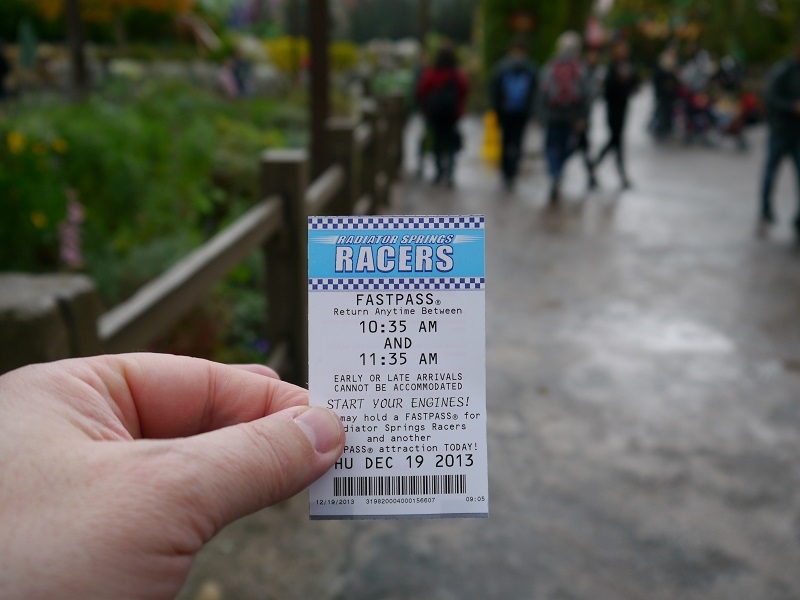 RADIATOR SPRINGS
RACERS
FASTPASS®
Return Anytime Between
10:35 AM
AND
11:35 AM
EARLY OR LATE ARRIVALS
CANNOT BE ACCOMMODATED
START YOUR ENGINES!
may hold a FASTPASS® for
diator Springs Racers
and another
PASS® attraction TODAY!
HU DEC 19 2013
12/19/2013 319820004000156607 09:05